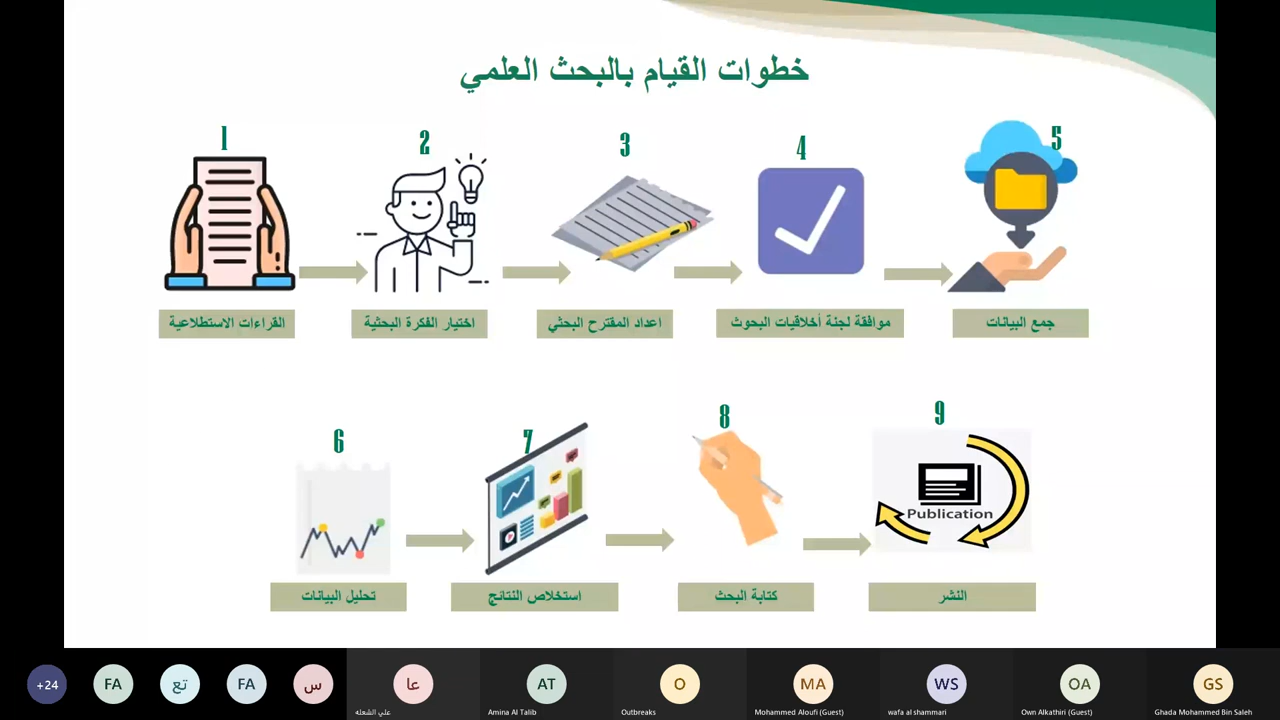 خطوات القيام بالبحث العلمي
1
القراءات الاستطلاعية
2
اختيار الفكرة البحثية
3
اعداد المقترح البحثي
4
موافقة لجنة أخلاقيات البحوث
5
جمع البيانات
6
تحليل البيانات
7
استخلاص النتائج
8
كتابة البحث
9
Publication
النشر
+24
FA
تع
FA
س
عا
علي الشعله
AT
Amina Al Talib
O
Outbreaks
MA
Mohammed Aloufi (Guest)
WS
wafa al shammari
OA
Own Alkathiri (Guest)
GS
Ghada Mohammed Bin Saleh